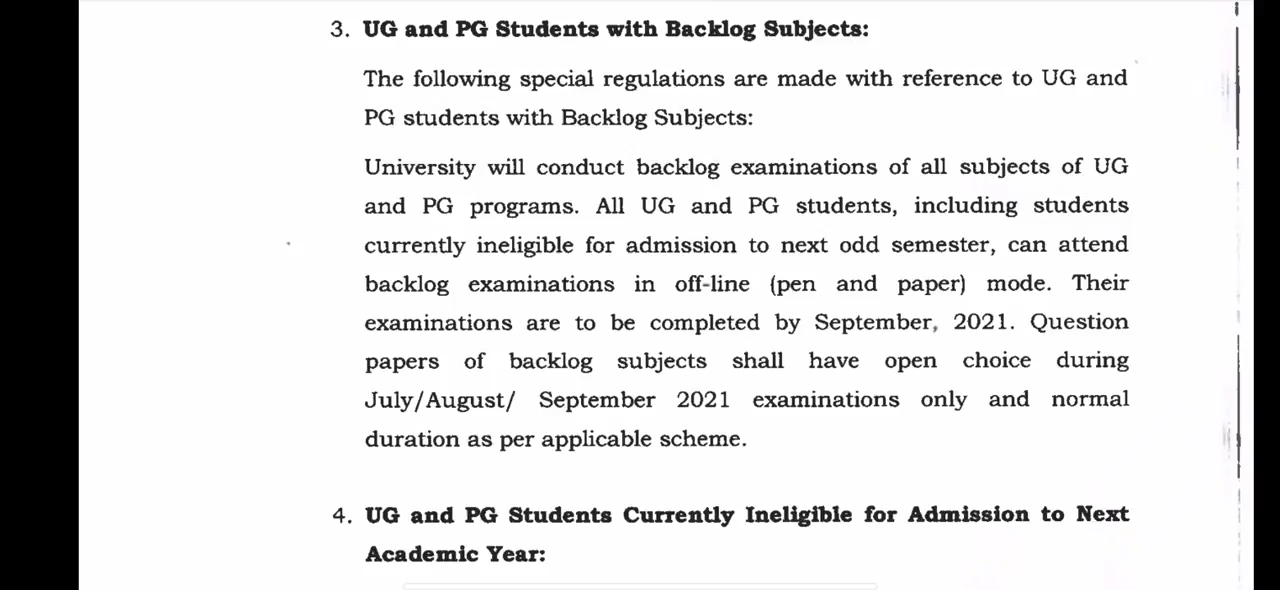 3. UG and PG Students with Backlog Subjects:
The following special regulations are made with reference to UG and
PG students with Backlog Subjects:
University will conduct backlog examinations of all subjects of UG
and PG programs. All UG and PG students, including students
currently ineligible for admission to next odd semester, can attend
backlog examinations in off-line (pen and paper) mode. Their
examinations are to be completed by September, 2021. Question
papers of backlog subjects shall have open choice during
July/August/ September 2021 examinations only and normal
duration as per applicable scheme.
4. UG and PG Students Currently Ineligible for Admission to Next
Academic Year: